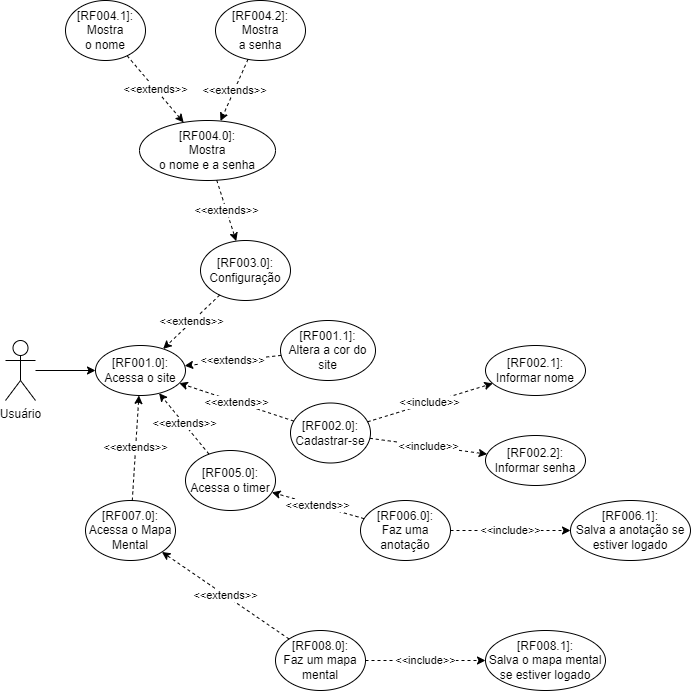 [RF004.1]:
Mostra
o nome
[RF004.2]:
Mostra
a senha
<<extends>>
<<extends>>
[RF004.0]:
Mostra
o nome e a senha
<<extends>>
[RF003.0]:
Configuração
<<extends>>
[RF001.1]:
Altera a cor do
site
<<extends>>
[RF001.0]:
Acessa o site
Usuário
[RF002.1]:
Informar nome
<<extends>>
<<include>>
[RF002.0]:
Cadastrar-se
<<include>>
[RF002.2]:
Informar senha
<<extends>>
<<extends>>
[RF005.0]:
Acessa o timer
<<extends>>
[RF007.0]:
Acessa o Mapa
Mental
[RF006.0]:
Faz uma
anotação
<<include>>
[RF006.1]:
Salva a anotação se
estiver logado
<<extends>>
[RF008.0]:
Faz um mapa
mental
<<include>>
[RF008.1]:
Salva o mapa mental
se estiver logado